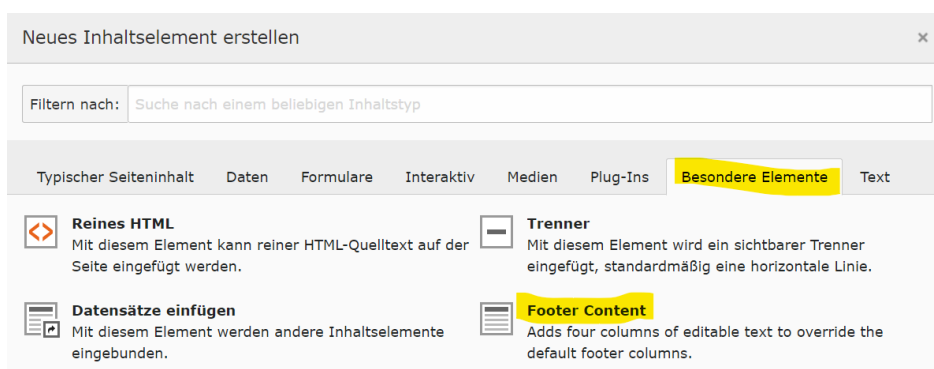 Neues Inhaltselement erstellen ×
Filtern nach: Suche nach einem beliebigen Inhaltstyp
Typischer Seiteninhalt Daten Formulare Interaktiv Medien Plug-Ins Besondere Elemente Text
Reines HTML
Mit diesem Element kann reiner HTML-Quelltext auf der
Seite eingefügt werden.
Trenner
Mit diesem Element wird ein sichtbarer Trenner
eingefügt, standardmäßig eine horizontale Linie.
Datensätze einfügen
Mit diesem Element werden andere Inhaltselemente
eingebunden.
Footer Content
Adds four columns of editable text to override the
default footer columns.